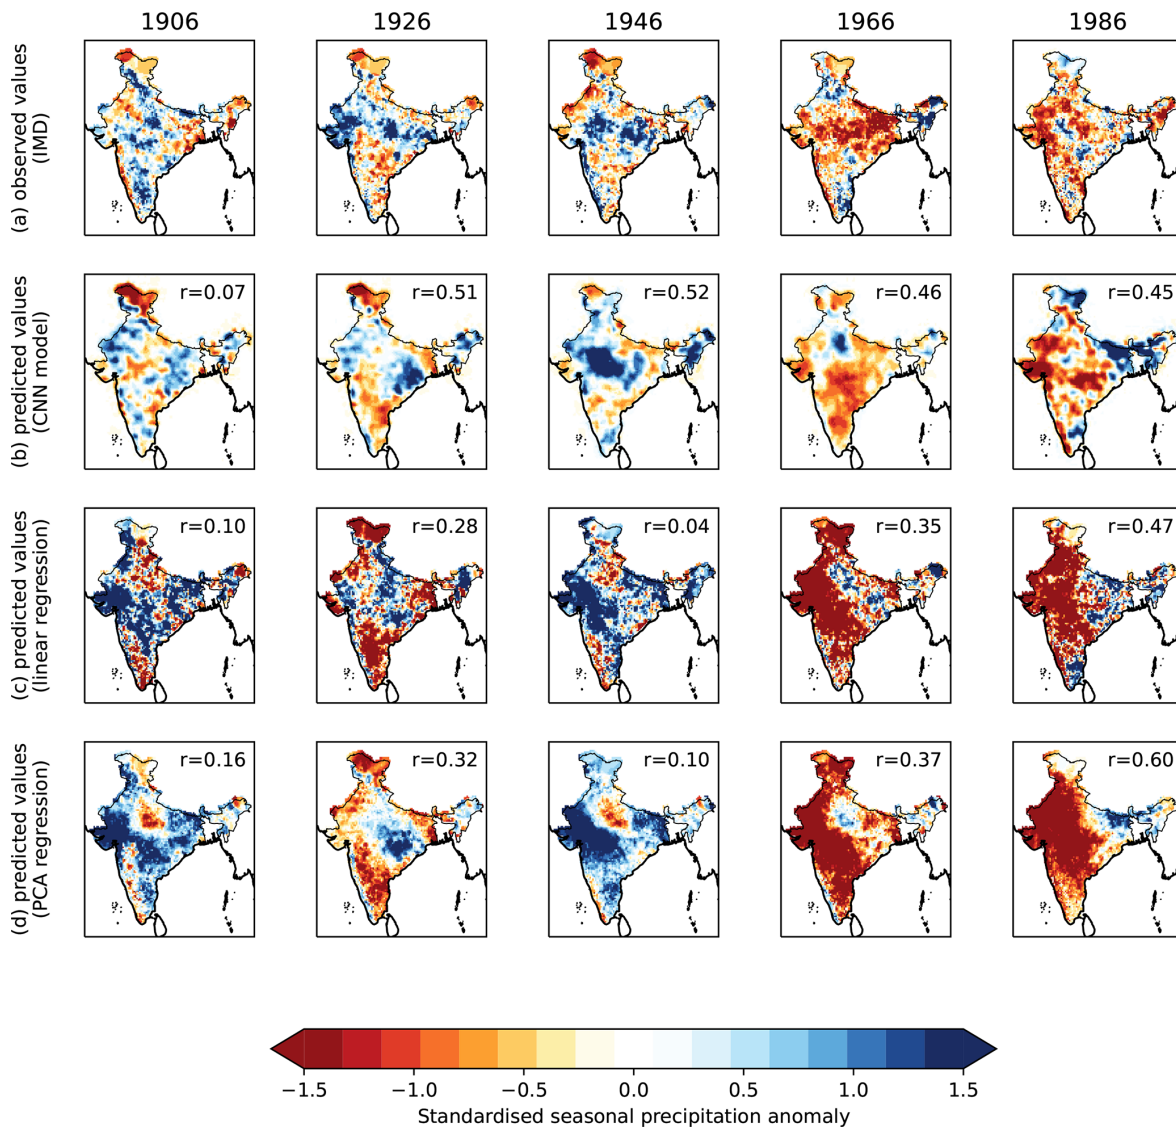 1906 1926 1946 1966 1986
(a) observed values
(IMD)
(b) predicted values
(CNN model)
r=0.07 r=0.51 r=0.52 r=0.46 r=0.45
(c) predicted values
(linear regression)
r=0.10 r=0.28 r=0.04 r=0.35 r=0.47
(d) predicted values
(PCA regression)
r=0.16 r=0.32 r=0.10 r=0.37 r=0.60
−1.5 −1.0 −0.5 0.0 0.5 1.0 1.5
Standardised seasonal precipitation anomaly